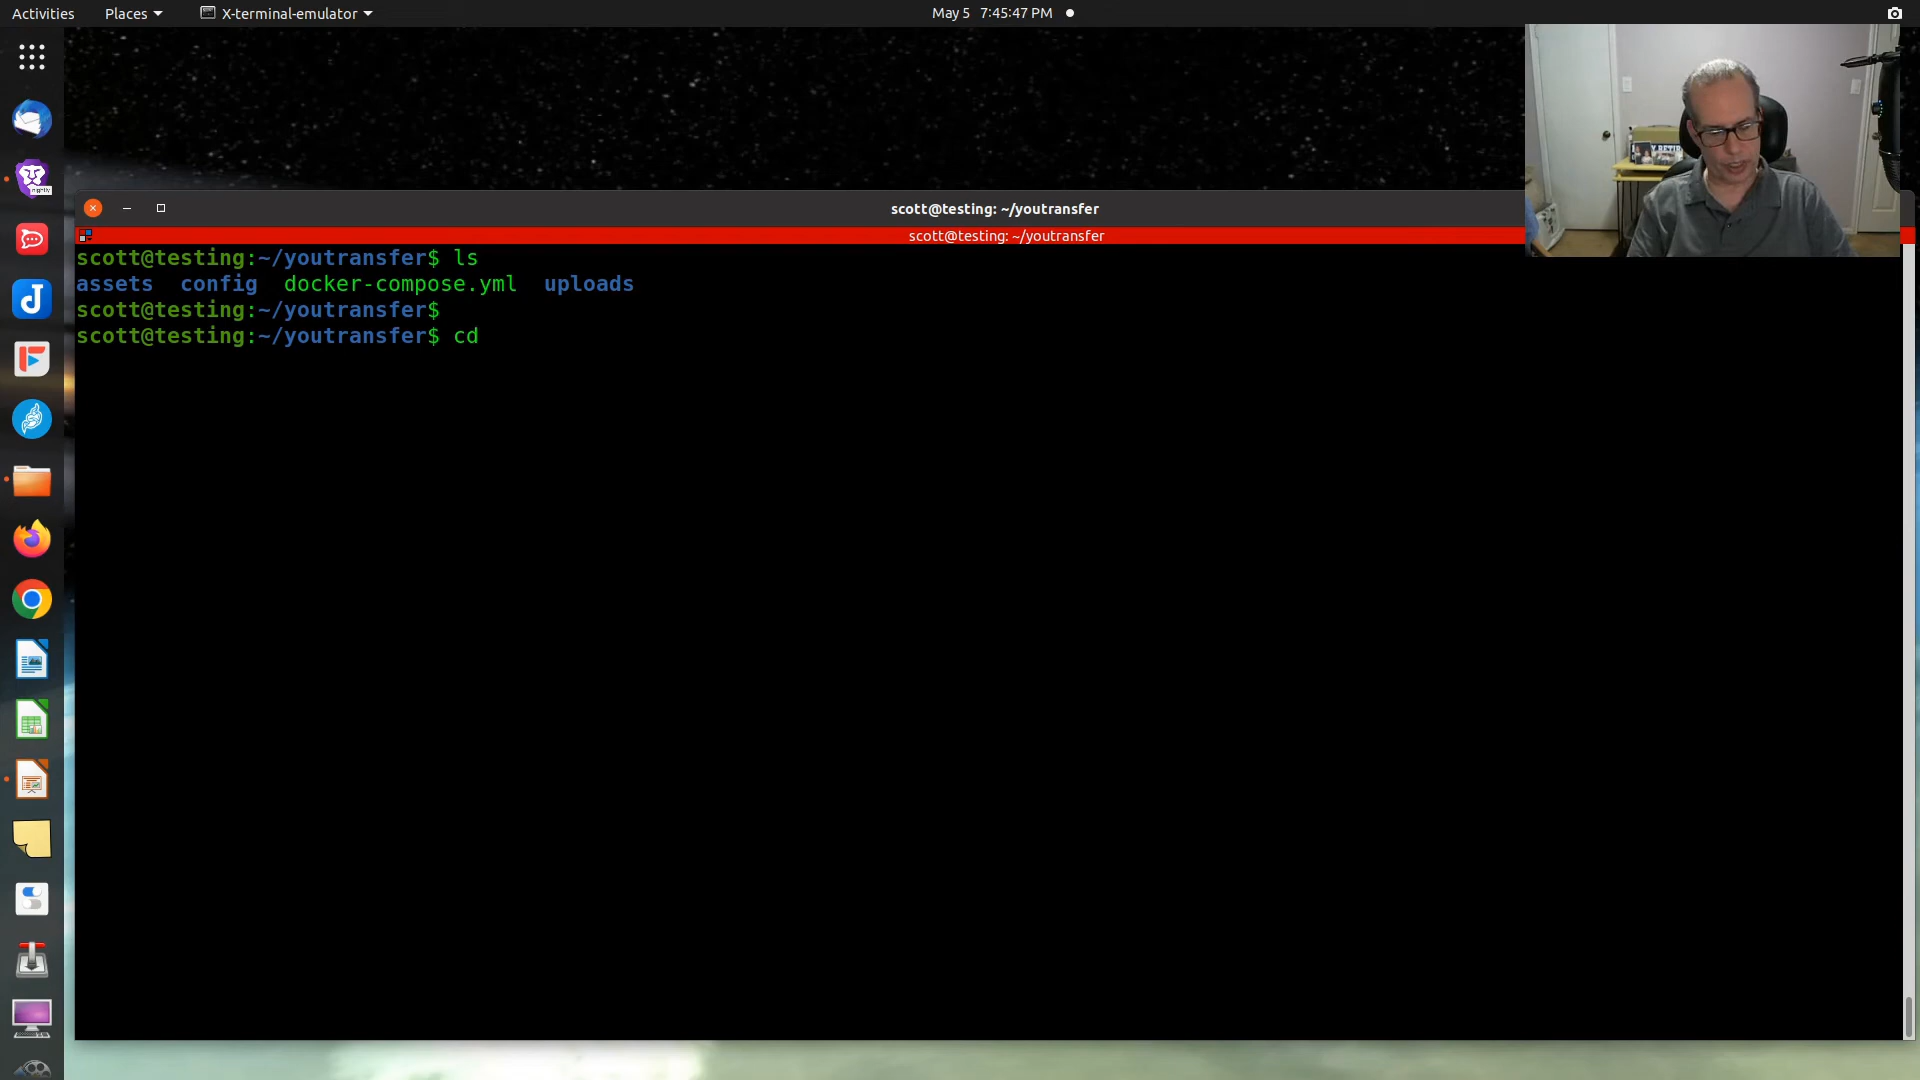 Activities Places X-terminal-emulator May 5 7:45:47 PM
scott@testing: ~/youtransfer
scott@testing: ~/youtransfer
scott@testing:~/youtransfer$ ls
assets config docker-compose.yml uploads
scott@testing:~/youtransfer$
scott@testing:~/youtransfer$ cd
nightly